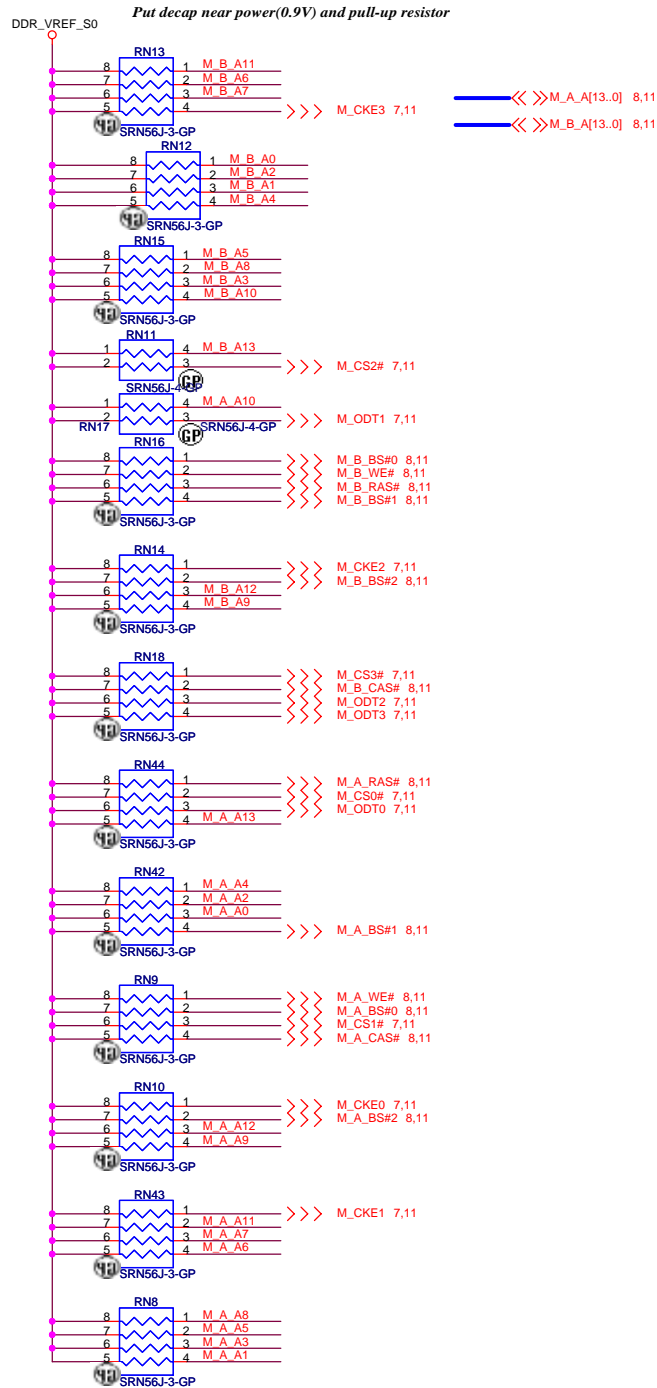 Put decap near power(0.9V) and pull-up resistor
DDR_VREF_S0
RN13
8 1 M_B_A11
7 2 M_B_A6
6 3 M_B_A7
5 4 M_CKE3 7,11
SRN56J-3-GP
M_A_A[13..0] 8,11
M_B_A[13..0] 8,11
RN12
8 1 M_B_A0
7 2 M_B_A2
6 3 M_B_A1
5 4 M_B_A4
SRN56J-3-GP
RN15
8 1 M_B_A5
7 2 M_B_A8
6 3 M_B_A3
5 4 M_B_A10
SRN56J-3-GP
RN11
1 4 M_B_A13
2 3 M_CS2# 7,11
SRN56J-4-GP
GP
1 4 M_A_A10
2 3 M_ODT1 7,11
RN17 SRN56J-4-GP
GP
RN16
8 1 M_B_BS#0 8,11
7 2 M_B_WE# 8,11
6 3 M_B_RAS# 8,11
5 4 M_B_BS#1 8,11
SRN56J-3-GP
RN14
8 1 M_CKE2 7,11
7 2 M_B_BS#2 8,11
6 3 M_B_A12
5 4 M_B_A9
SRN56J-3-GP
RN18
8 1 M_CS3# 7,11
7 2 M_B_CAS# 8,11
6 3 M_ODT2 7,11
5 4 M_ODT3 7,11
SRN56J-3-GP
RN44
8 1 M_A_RAS# 8,11
7 2 M_CS0# 7,11
6 3 M_ODT0 7,11
5 4 M_A_A13
SRN56J-3-GP
RN42
8 1 M_A_A4
7 2 M_A_A2
6 3 M_A_A0
5 4 M_A_BS#1 8,11
SRN56J-3-GP
RN9
8 1 M_A_WE# 8,11
7 2 M_A_BS#0 8,11
6 3 M_CS1# 7,11
5 4 M_A_CAS# 8,11
SRN56J-3-GP
RN10
8 1 M_CKE0 7,11
7 2 M_A_BS#2 8,11
6 3 M_A_A12
5 4 M_A_A9
SRN56J-3-GP
RN43
8 1 M_CKE1 7,11
7 2 M_A_A11
6 3 M_A_A7
5 4 M_A_A6
SRN56J-3-GP
RN8
8 1 M_A_A8
7 2 M_A_A5
6 3 M_A_A3
5 4 M_A_A1
SRN56J-3-GP